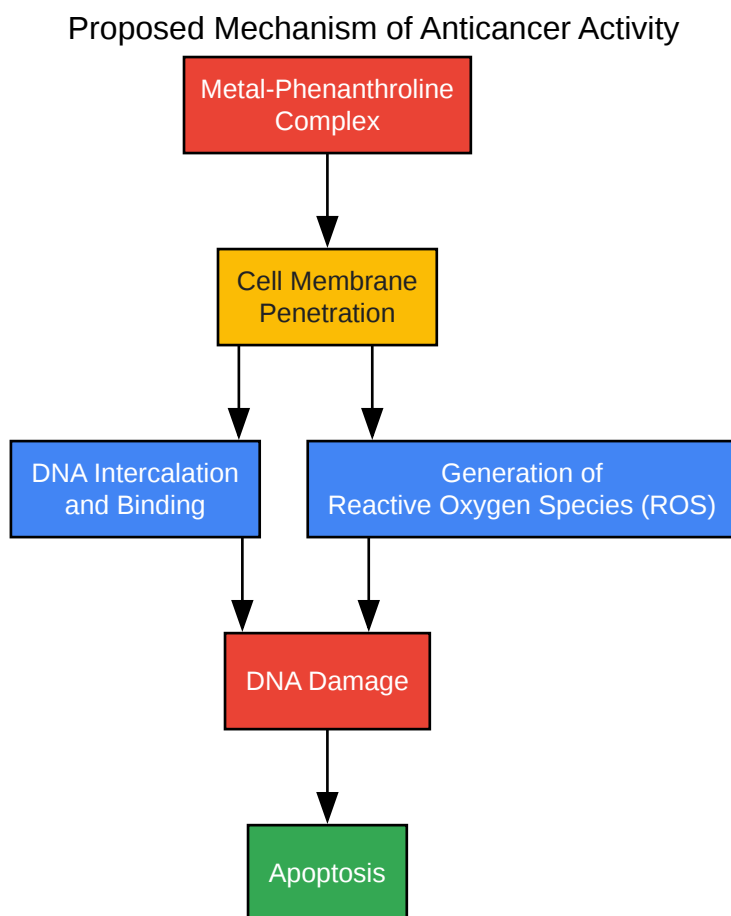 Proposed Mechanism of Anticancer Activity
Metal-Phenanthroline
Complex
Cell Membrane
Penetration
DNA Intercalation
and Binding
Generation of
Reactive Oxygen Species (ROS)
DNA Damage
Apoptosis